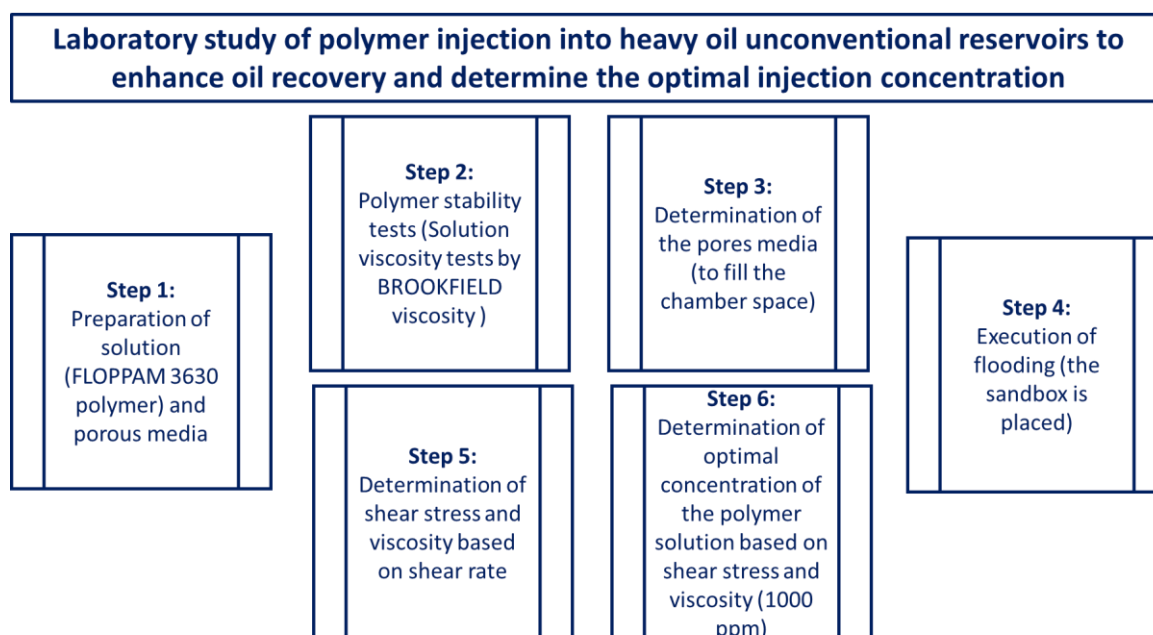 Laboratory study of polymer injection into heavy oil unconventional reservoirs to
enhance oil recovery and determine the optimal injection concentration
Step 1:
Preparation of
solution
(FLOPPAM 3630
polymer) and
porous media
Step 2:
Polymer stability
tests (Solution
viscosity tests by
BROOKFIELD
viscosity )
Step 3:
Determination of
the pores media
(to fill the
chamber space)
Step 4:
Execution of
flooding (the
sandbox is
placed)
Step 5:
Determination of
shear stress and
viscosity based
on shear rate
Step 6:
Determination of
optimal
concentration of
the polymer
solution based on
shear stress and
viscosity (1000
ppm)